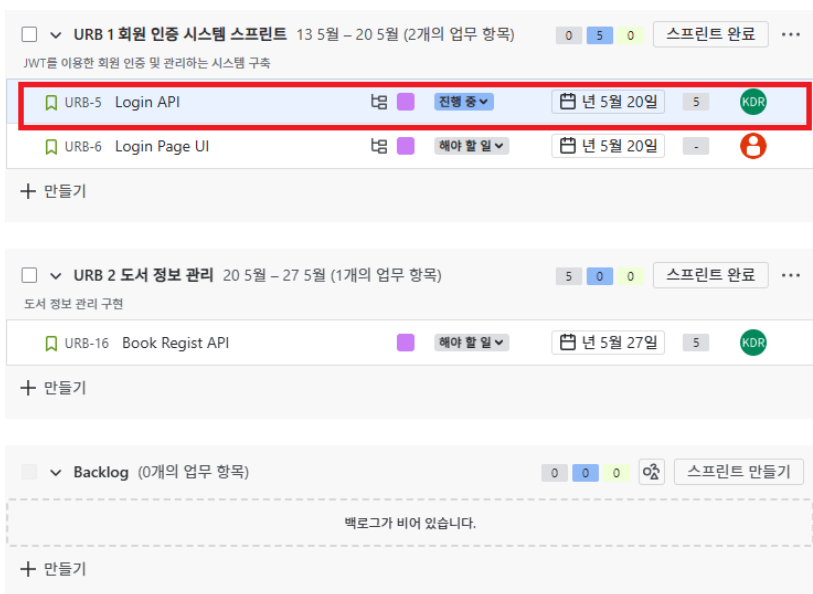 URB 1 회원 인증 시스템 스프린트 13 5월 – 20 5월 (2개의 업무 항목) 0 5 0 스프린트 완료 ···
JWT를 이용한 회원 인증 및 관리하는 시스템 구축
URB-5 Login API 진행 중 년 5월 20일 5 KDR
URB-6 Login Page UI 해야 할 일 년 5월 20일 -
+ 만들기
URB 2 도서 정보 관리 20 5월 – 27 5월 (1개의 업무 항목) 5 0 0 스프린트 완료 ···
도서 정보 관리 구현
URB-16 Book Regist API 해야 할 일 년 5월 27일 5 KDR
+ 만들기
Backlog (0개의 업무 항목) 0 0 0 스프린트 만들기
백로그가 비어 있습니다.
+ 만들기